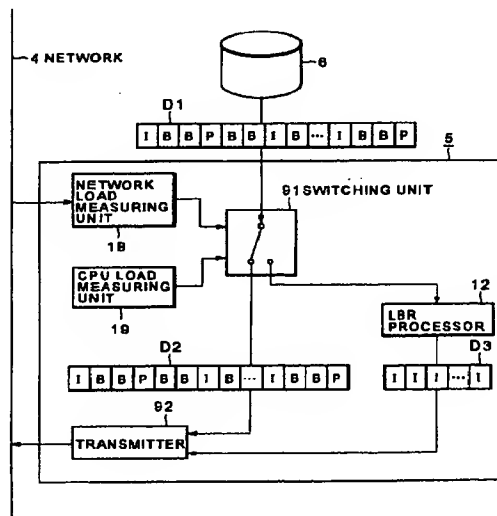 4 NETWORK
6
D1
I B B P B B I B ··· I B B P
5
NETWORK
LOAD
MEASURING
UNIT
18
91 SWITCHING UNIT
CPU LOAD
MEASURING
UNIT
19
12
LBR
PROCESSOR
D2
D3
I B B P B B I B ··· I B B P
I I I ··· I
92
TRANSMITTER